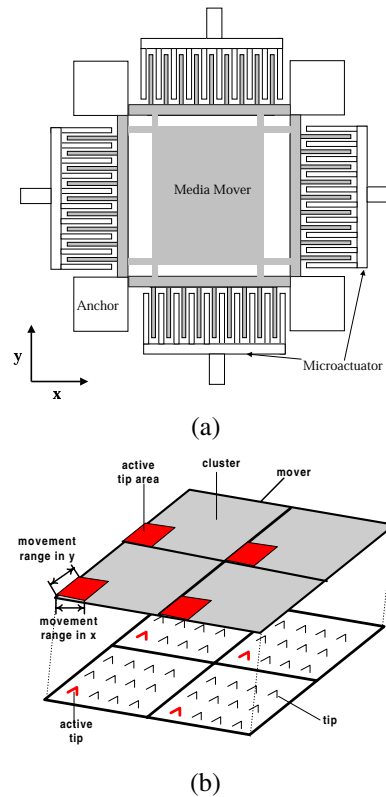 Media Mover
Anchor
Microactuator
y
x
(a)
active
tip area
cluster
mover
movement
range in y
movement
range in x
active
tip
tip
(b)